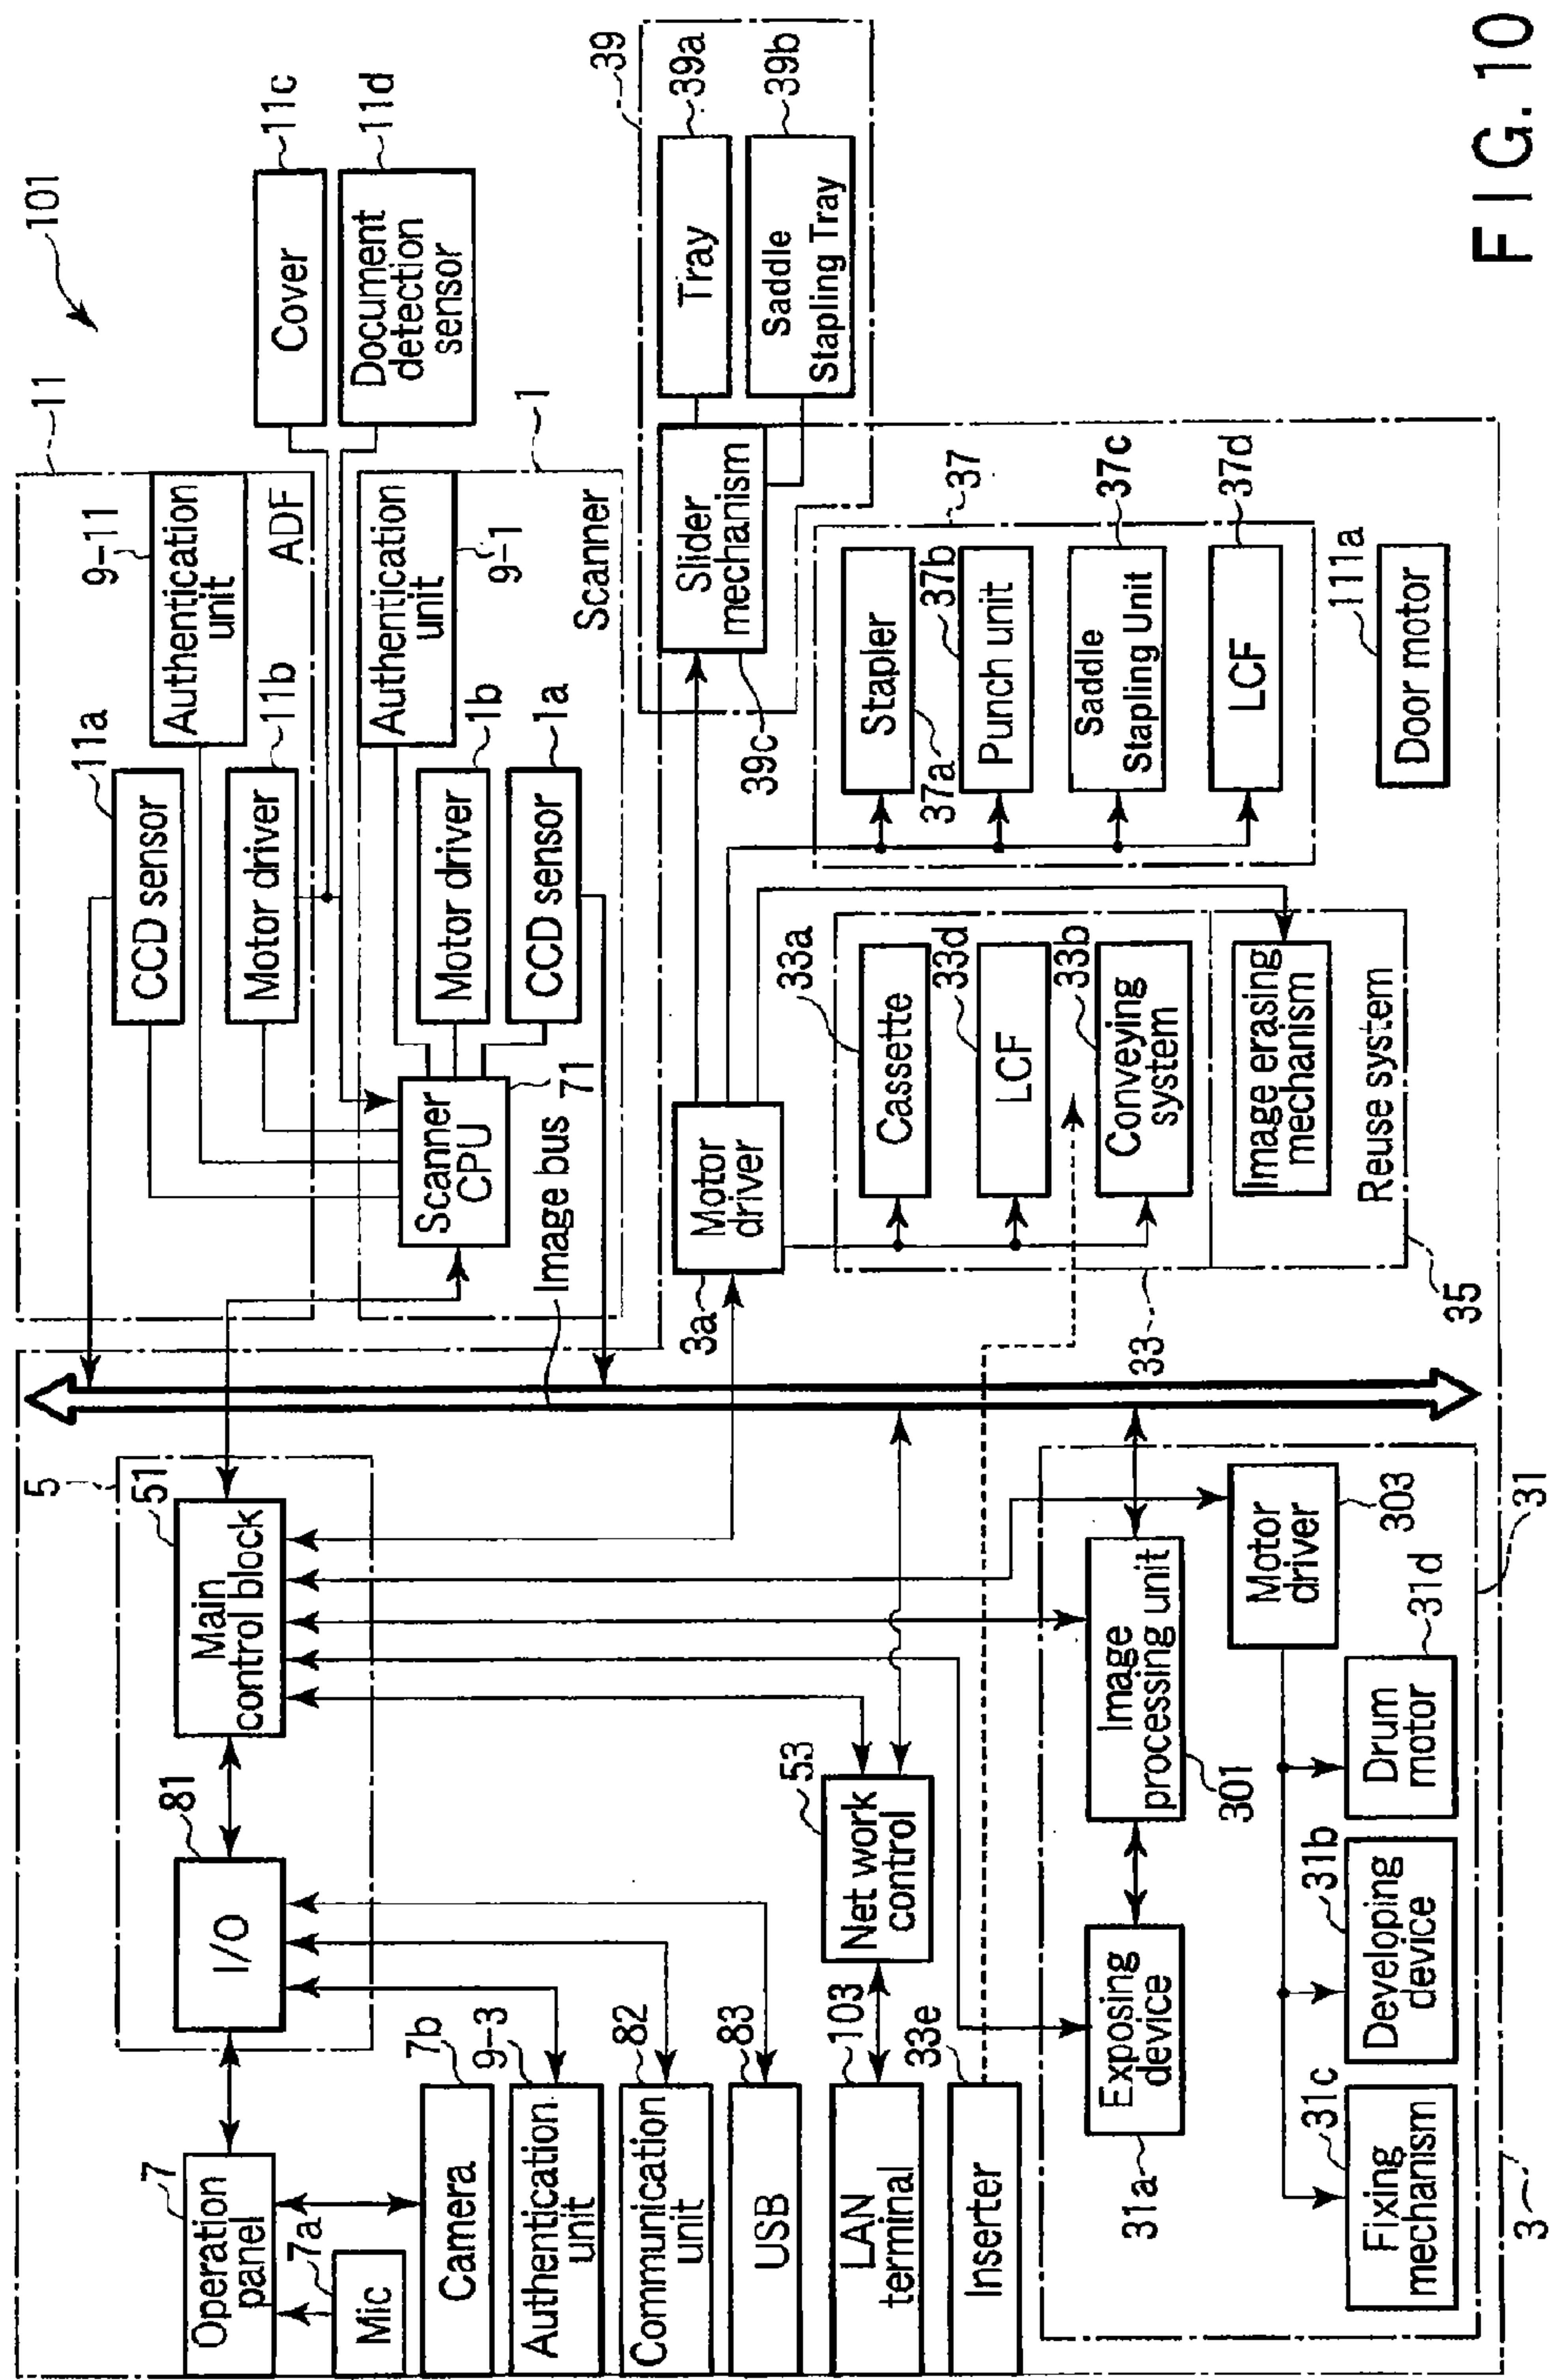 101
11
9-11
Authentication
unit
ADF
11a
CCD sensor
11b
Motor driver
Cover
11c
Document
detection
sensor
11d
1
Authentication
unit
9-1
Scanner
1b
Motor driver
1a
CCD sensor
Scanner
CPU
71
Image bus
5
51
Main
control block
81
I/O
7
Operation
panel
7a
Mic
7b
Camera
9-3
Authentication
unit
82
Communication
unit
83
USB
103
LAN
terminal
33e
Inserter
53
Net work
control
39
39a
Tray
39b
Saddle
Stapling Tray
Slider
mechanism
39c
3a
Motor
driver
37
Stapler
37a
37b
Punch unit
37c
Saddle
Stapling Unit
37d
LCF
111a
Door motor
33a
Cassette
33d
LCF
33b
Conveying
system
33
Image erasing
mechanism
Reuse system
35
31a
Exposing
device
Image
processing unit
301
Motor
driver
303
31d
Drum
motor
31b
Developing
device
31c
Fixing
mechanism
31
3
FIG. 10